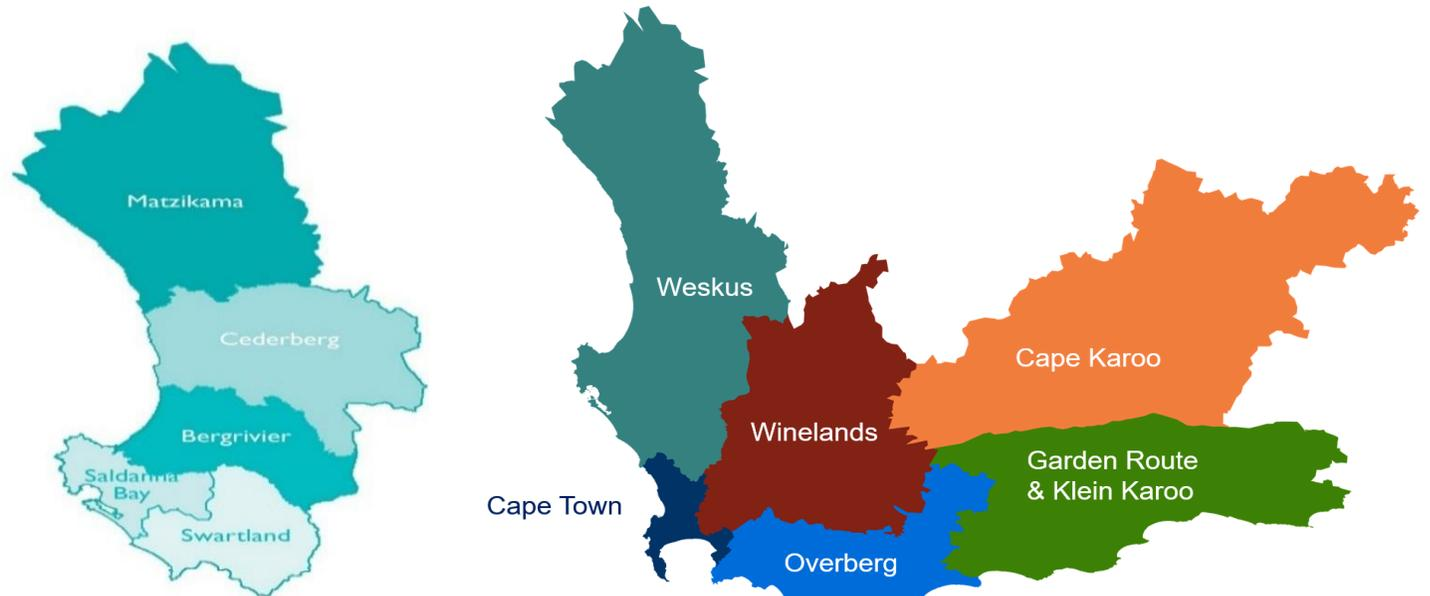 Matzikama
Cederberg
Bergrivier
Saldanha
Bay
Swartland
Weskus
Winelands
Cape Town
Overberg
Cape Karoo
Garden Route
& Klein Karoo